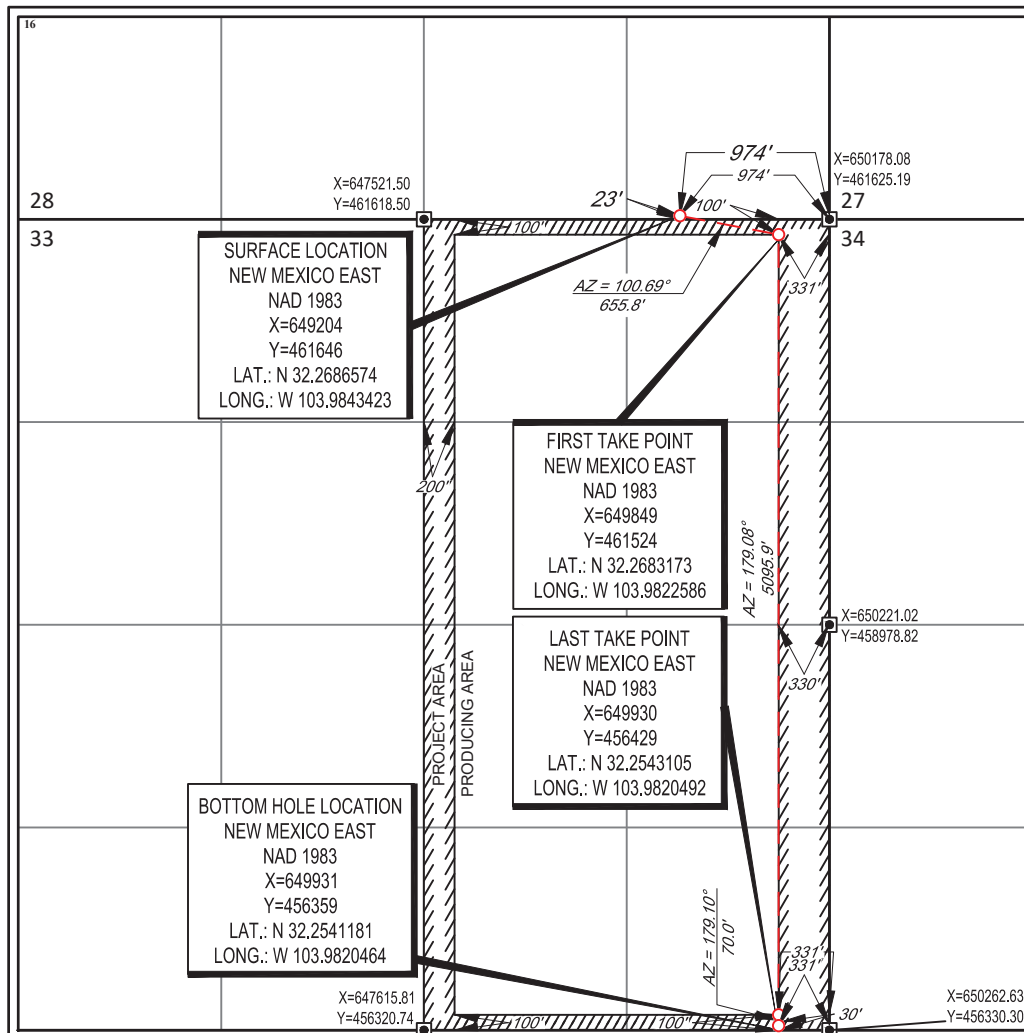 16
974'
974'
X=650178.08
Y=461625.19
X=647521.50
Y=461618.50
23'
100'
28
27
33
34
100'
331'
SURFACE LOCATION
NEW MEXICO EAST
NAD 1983
X=649204
Y=461646
LAT.: N 32.2686574
LONG.: W 103.9843423
AZ = 100.69°
655.8'
FIRST TAKE POINT
NEW MEXICO EAST
NAD 1983
X=649849
Y=461524
LAT.: N 32.2683173
LONG.: W 103.9822586
200'
AZ = 179.08°
5095.9'
LAST TAKE POINT
NEW MEXICO EAST
NAD 1983
X=649930
Y=456429
LAT.: N 32.2543105
LONG.: W 103.9820492
X=650221.02
Y=458978.82
330'
PROJECT AREA
PRODUCING AREA
BOTTOM HOLE LOCATION
NEW MEXICO EAST
NAD 1983
X=649931
Y=456359
LAT.: N 32.2541181
LONG.: W 103.9820464
AZ = 179.10°
70.0'
331'
331'
X=647615.81
Y=456320.74
X=650262.63
Y=456330.30
100'
100'
30'